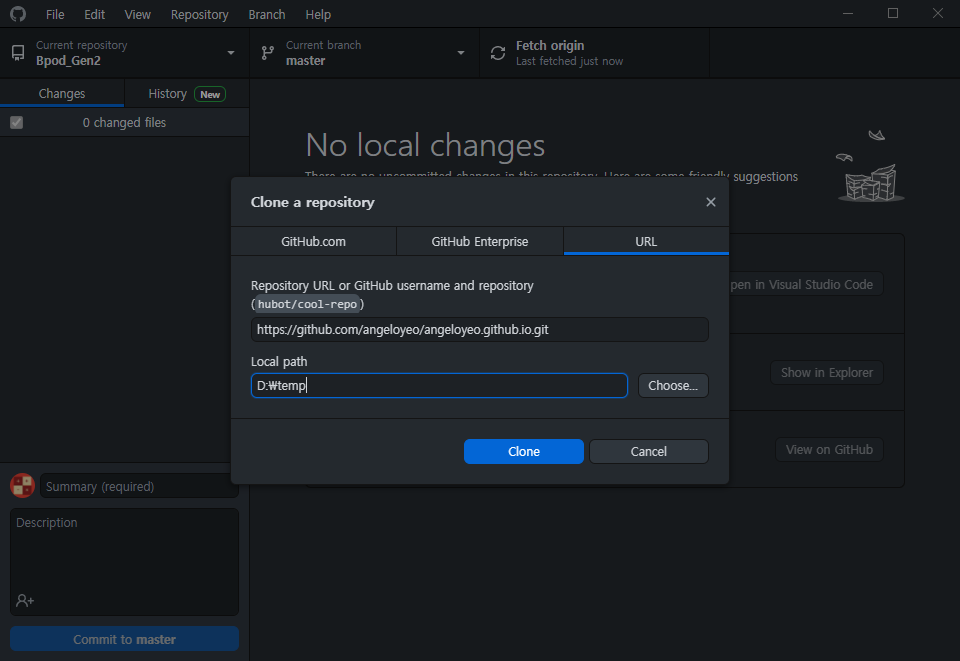 File Edit View Repository Branch Help
Current repository
Bpod_Gen2
Current branch
master
Fetch origin
Last fetched just now
Changes
History New
0 changed files
No local changes
There are no uncommitted changes in this repository. Here are some friendly suggestions
Clone a repository
GitHub.com
GitHub Enterprise
URL
Repository URL or GitHub username and repository
(hubot/cool-repo)
https://github.com/angeloyeo/angeloyeo.github.io.git
Local path
D:₩temp
Choose...
Clone
Cancel
pen in Visual Studio Code
Show in Explorer
View on GitHub
Summary (required)
Description
Commit to master